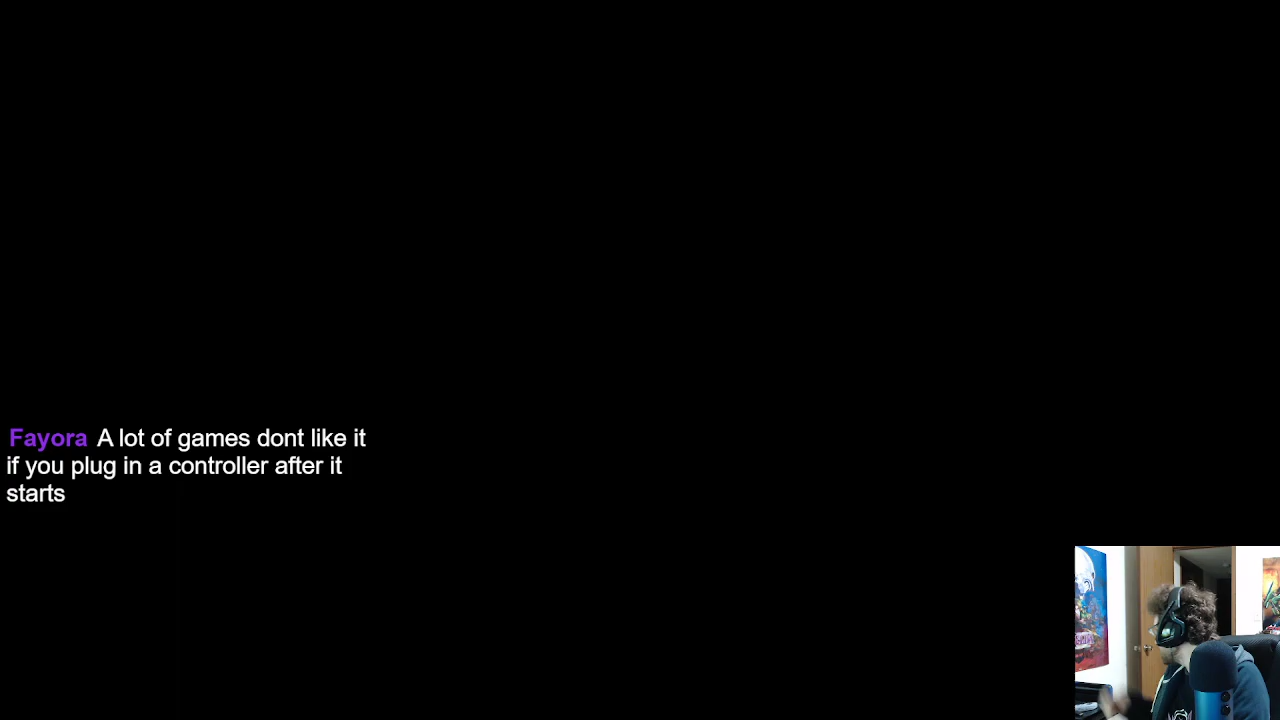 Fayora A lot of games dont like it
if you plug in a controller after it
starts